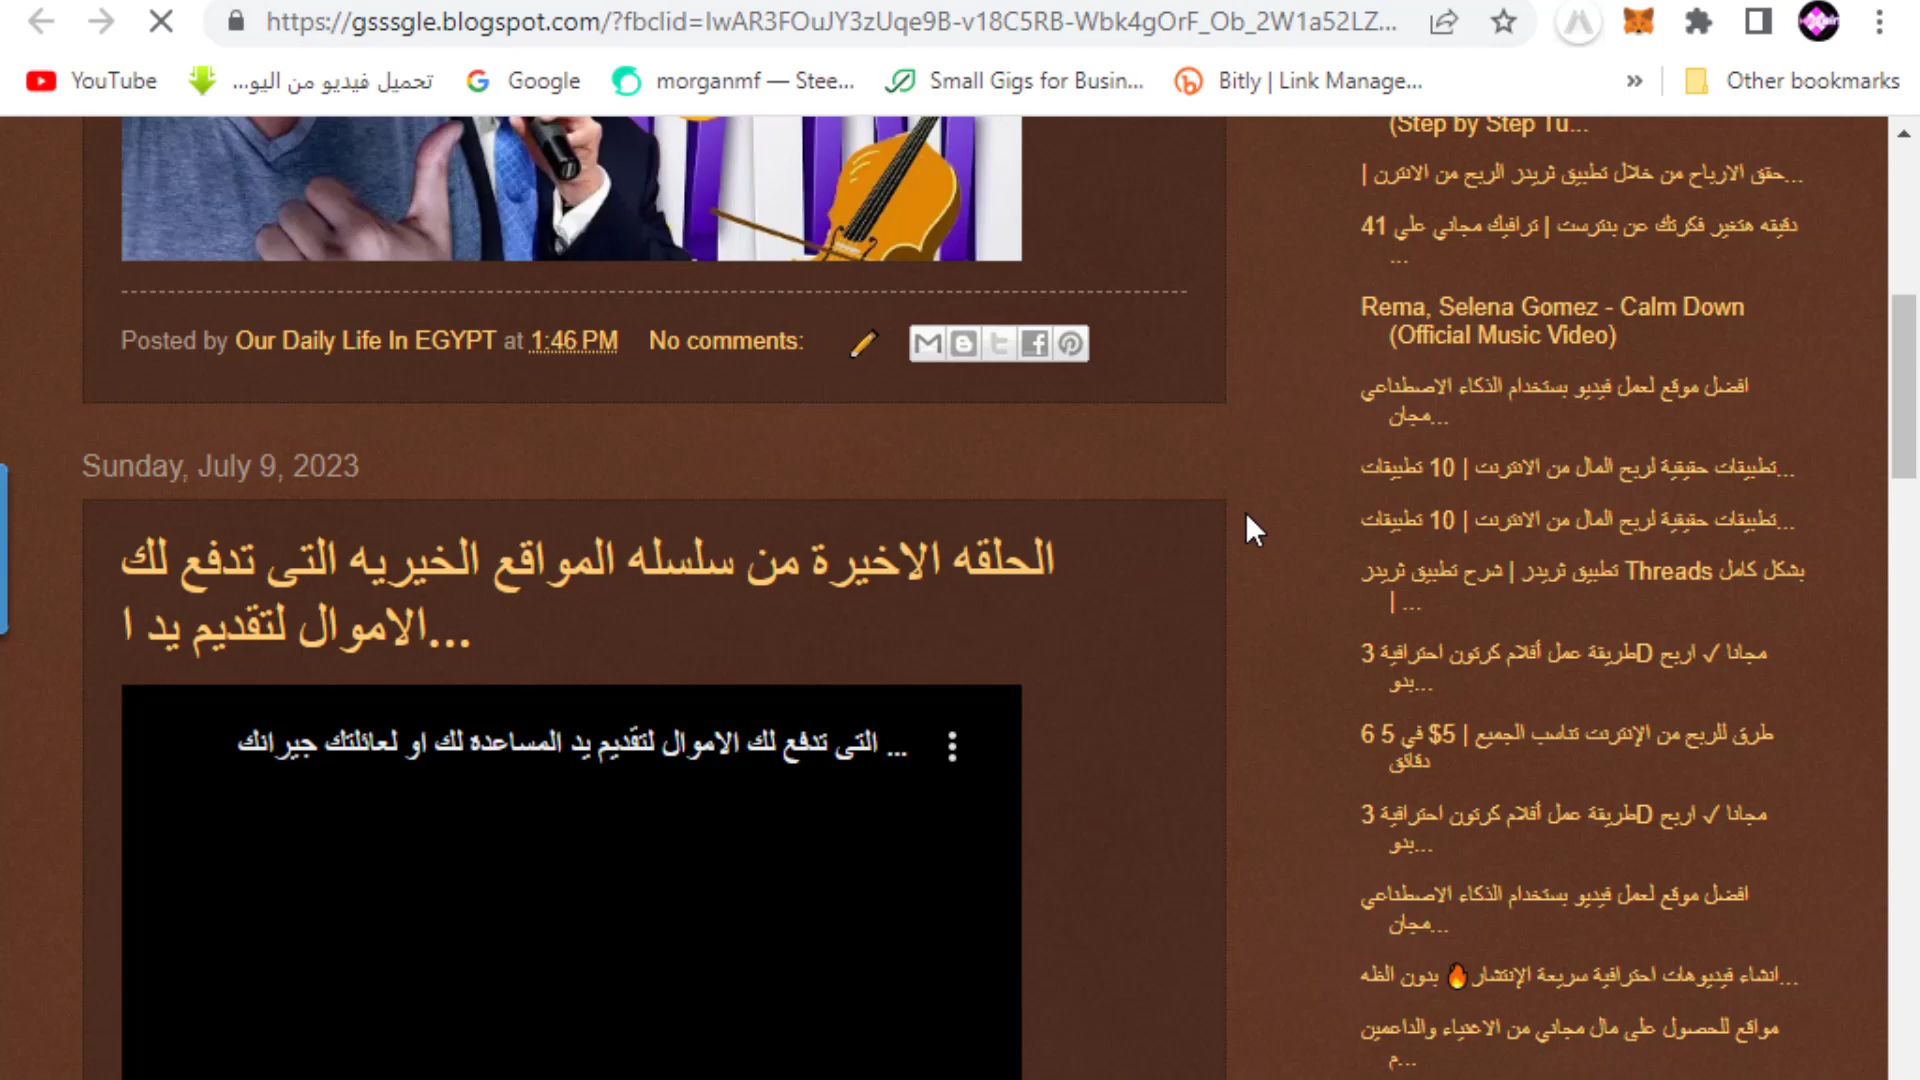 https://gsssgle.blogspot.com/?fbclid=IwAR3FOuJY3zUqe9B-v18C5RB-Wbk4gOrF_Ob_2W1a52LZ...
YouTube
تحميل فيديو من اليو...
Google
morganmf — Stee...
Small Gigs for Busin...
Bitly | Link Manage...
»
Other bookmarks
Posted by Our Daily Life In EGYPT at 1:46 PM No comments:
Sunday, July 9, 2023
الحلقه الاخيرة من سلسله المواقع الخيريه التى تدفع لك
الاموال لتقديم يد ا...
التى تدفع لك الاموال لتقديم يد المساعده لك او لعائلتك جيرانك ...
(Step by Step Tu...
حقق الارباح من خلال تطبيق ثريدز الربح من الانترن |...
41 دقيقه هتغير فكرتك عن بنترست | ترافيك مجاني علي
...
Rema, Selena Gomez - Calm Down
(Official Music Video)
افضل موقع لعمل فيديو بستخدام الذكاء الاصطناعي
مجان...
تطبيقات حقيقية لربح المال من الانترنت | 10 تطبيقات...
تطبيقات حقيقية لربح المال من الانترنت | 10 تطبيقات...
بشكل كامل Threads تطبيق ثريدز | شرح تطبيق ثريدز
| ...
مجانا ✓ اربح Dطريقة عمل أفلام كرتون احترافية 3
بدو...
6 طرق للربح من الإنترنت تناسب الجميع | 5$ في 5
دقائق
مجانا ✓ اربح Dطريقة عمل أفلام كرتون احترافية 3
بدو...
افضل موقع لعمل فيديو بستخدام الذكاء الاصطناعي
مجان...
انشاء فيديوهات احترافية سريعة الإنتشار🔥 بدون الظه...
مواقع للحصول على مال مجاني من الاغنياء والداعمين
م...